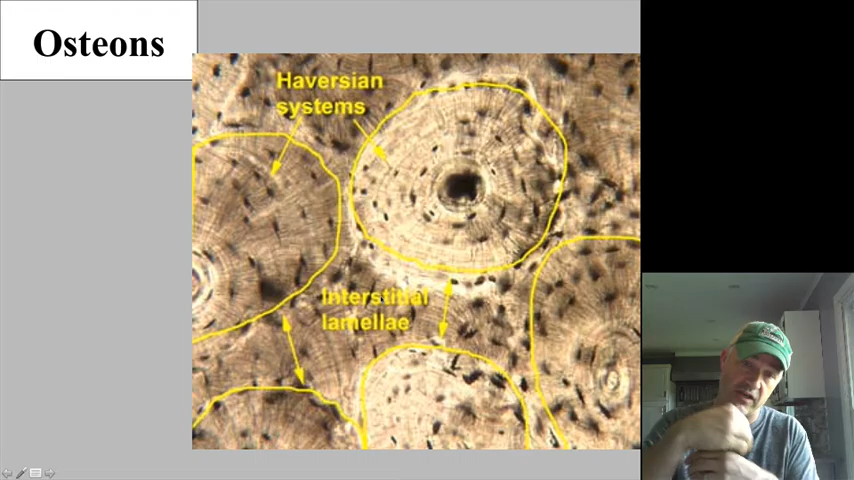 Osteons
Haversian
systems
Interstitial
lamellae